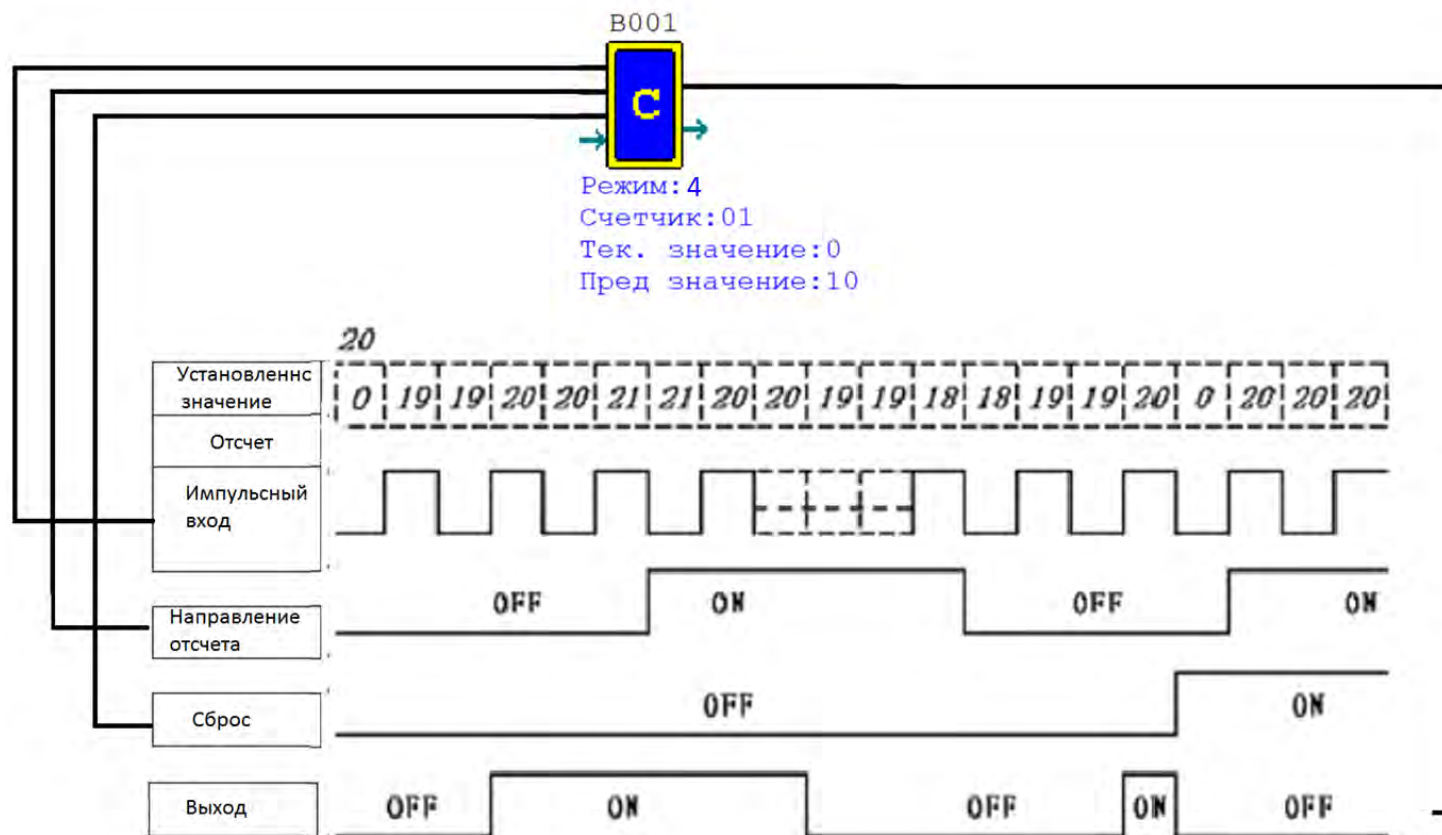 B001
C
Режим:4
Счетчик:01
Тек. значение:0
Пред значение:10
20
Установленнс
значение
0 19 19 20 20 21 21 20 20 19 19 18 18 19 19 20 0 20 20 20
Отсчет
Импульсный
вход
OFF ON OFF ON
Направление
отсчета
OFF ON
Сброс
Выход
OFF ON OFF ON OFF